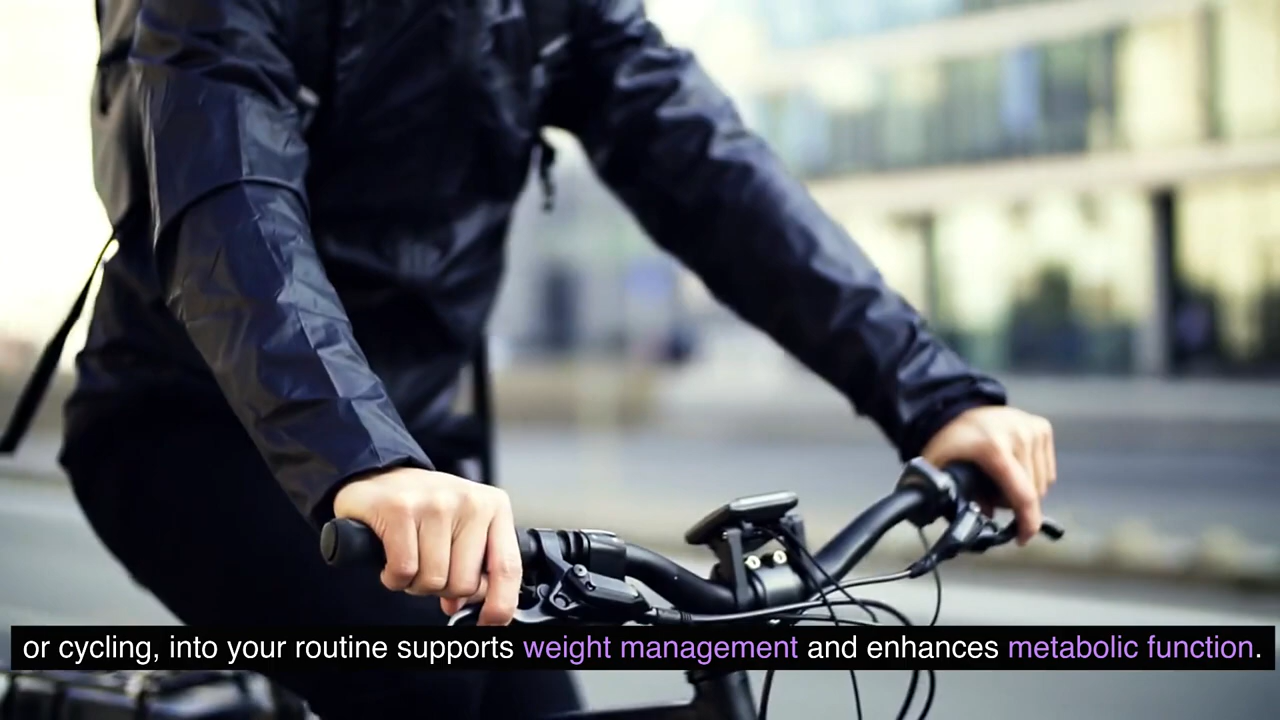 or cycling, into your routine supports weight management and enhances metabolic function.